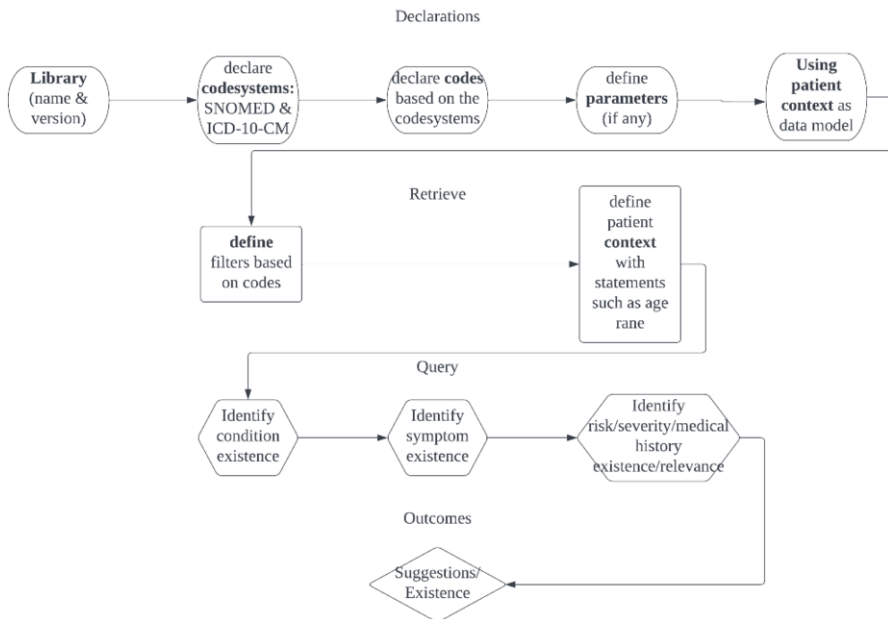 Declarations
Library
(name &
version)
declare
codesystems:
SNOMED &
ICD-10-CM
declare codes
based on the
codesystems
define
parameters
(if any)
Using
patient
context as
data model
Retrieve
define
filters based
on codes
define
patient
context
with
statements
such as age
rane
Query
Identify
condition
existence
Identify
symptom
existence
Identify
risk/severity/medical
history
existence/relevance
Outcomes
Suggestions/
Existence